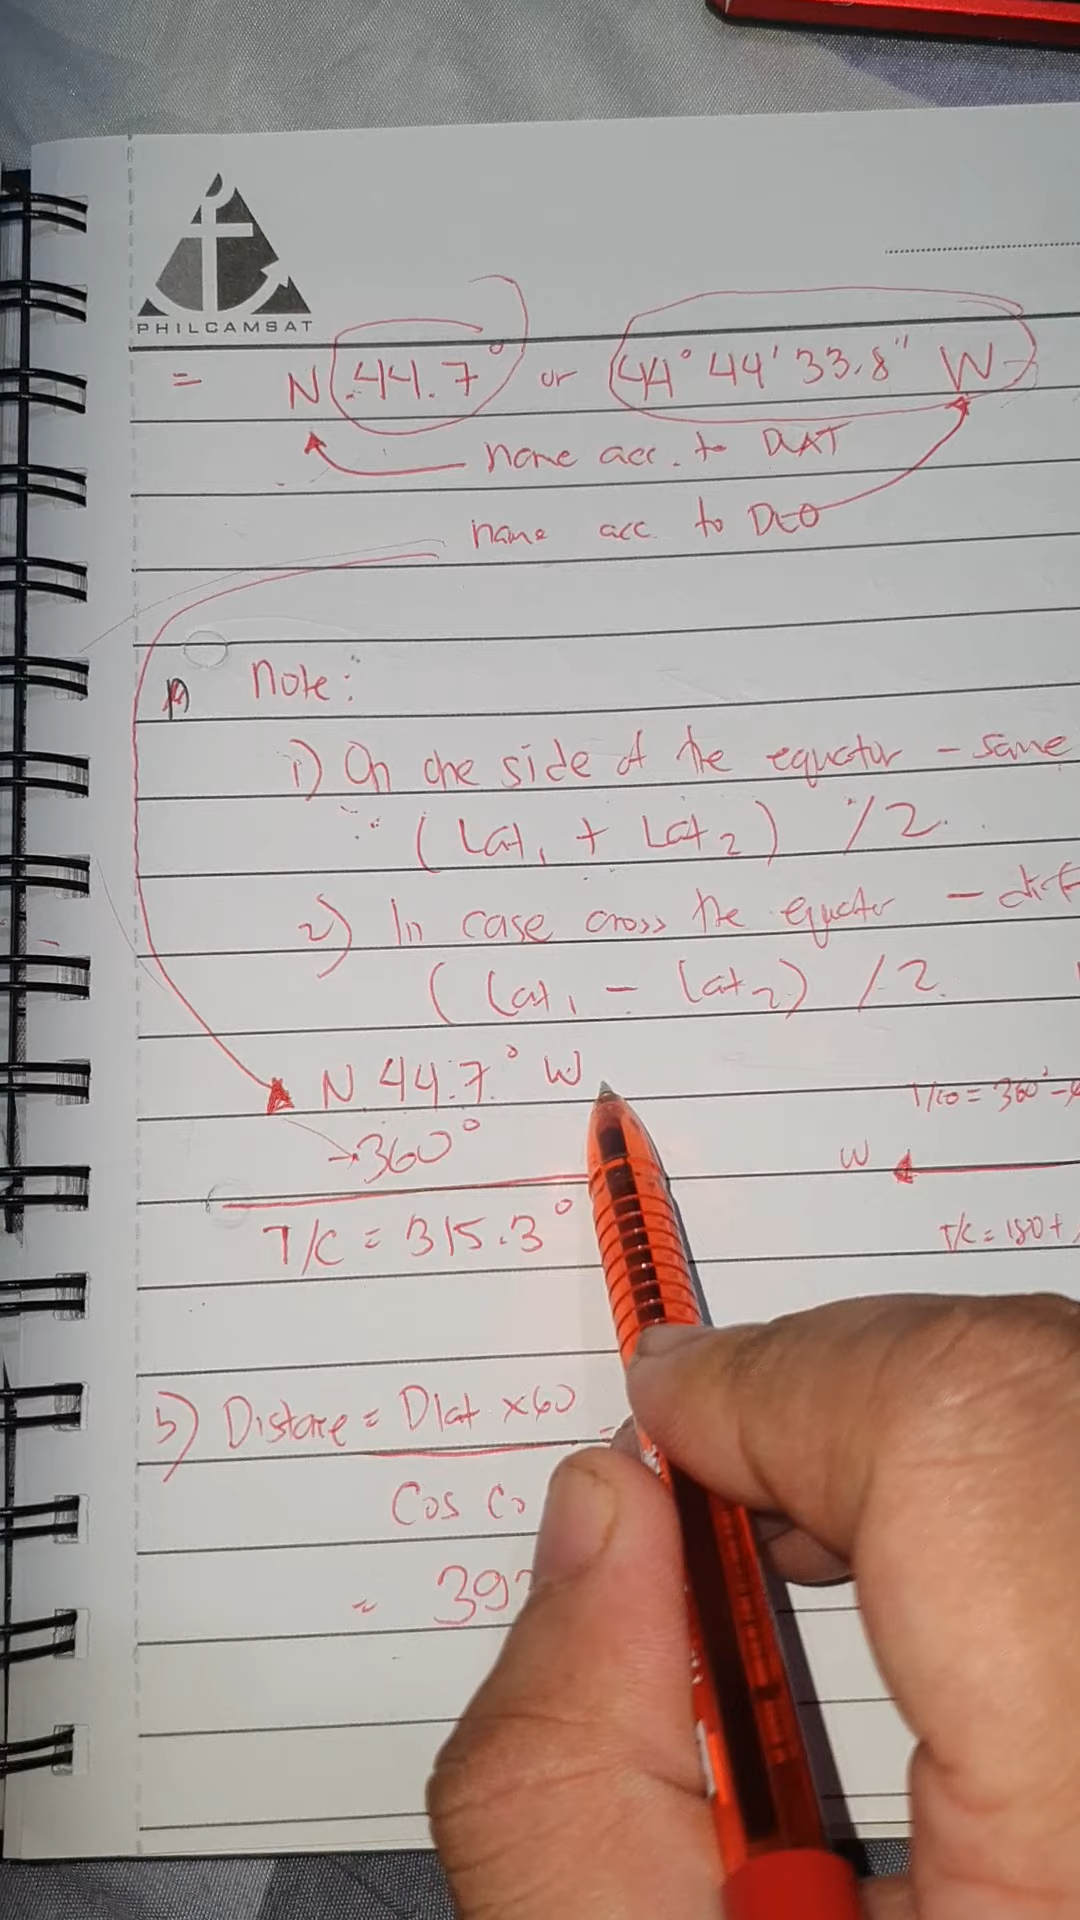 PHILCAMSAT
= N 44.7° or 44° 44' 33.8" W
name acc. to DLAT
name acc. to DLO
Note:
1) On one side of the equator - same
(Lat₁ + Lat₂) /2
2) In case cross the equator - diff
(Lat₁ - Lat₂) /2
N 44.7° W
360°
T/C = 315.3°
T/Co = 360° -
W
T/C = 180 +
5) Distance = Dlat x 60 =
Cos Co
= 39